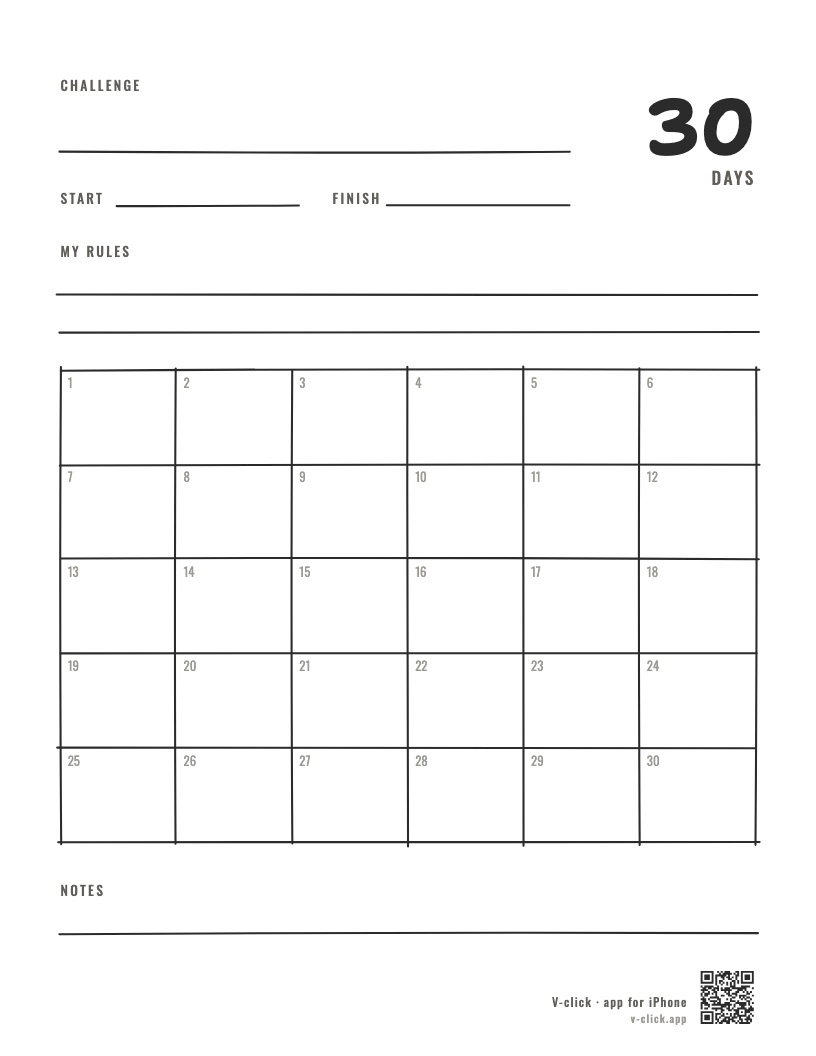 CHALLENGE
30
DAYS
START FINISH
MY RULES
1 2 3 4 5 6
7 8 9 10 11 12
13 14 15 16 17 18
19 20 21 22 23 24
25 26 27 28 29 30
NOTES
V-click · app for iPhone
v-click.app